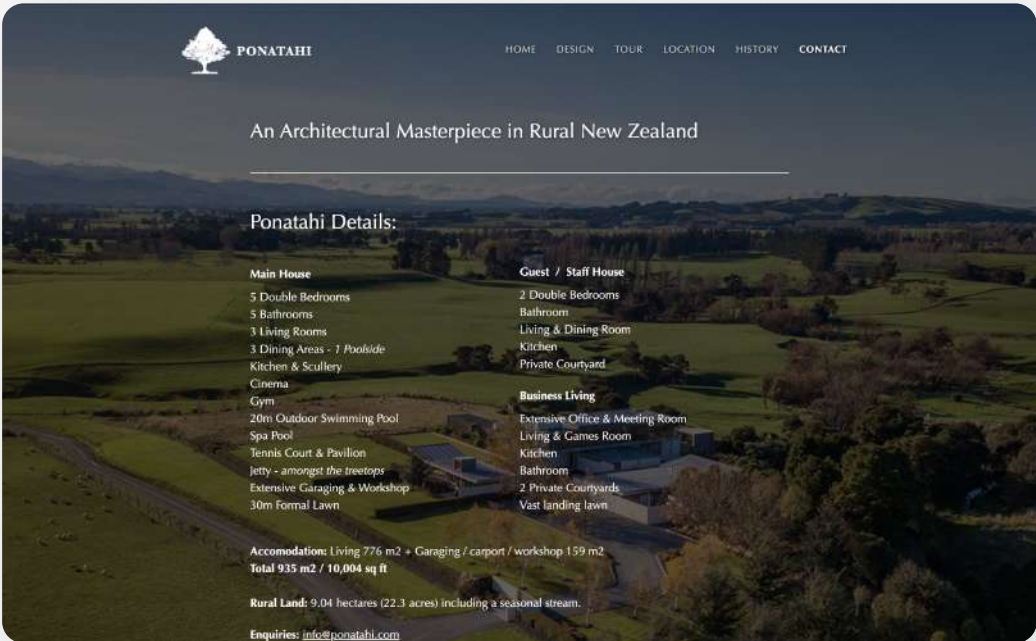 PONATAHI
HOME DESIGN TOUR LOCATION HISTORY CONTACT
An Architectural Masterpiece in Rural New Zealand
Ponatahi Details:
Main House
5 Double Bedrooms
5 Bathrooms
3 Living Rooms
3 Dining Areas - 1 Poolside
Kitchen & Scullery
Cinema
Gym
20m Outdoor Swimming Pool
Spa Pool
Tennis Court & Pavilion
Jetty - amongst the treetops
Extensive Garaging & Workshop
30m Formal Lawn
Guest / Staff House
2 Double Bedrooms
Bathroom
Living & Dining Room
Kitchen
Private Courtyard
Business Living
Extensive Office & Meeting Room
Living & Games Room
Kitchen
Bathroom
2 Private Courtyards
Vast landing lawn
Accomodation: Living 776 m2 + Garaging / carport / workshop 159 m2
Total 935 m2 / 10,004 sq ft
Rural Land: 9.04 hectares (22.3 acres) including a seasonal stream.
Enquiries: info@ponatahi.com